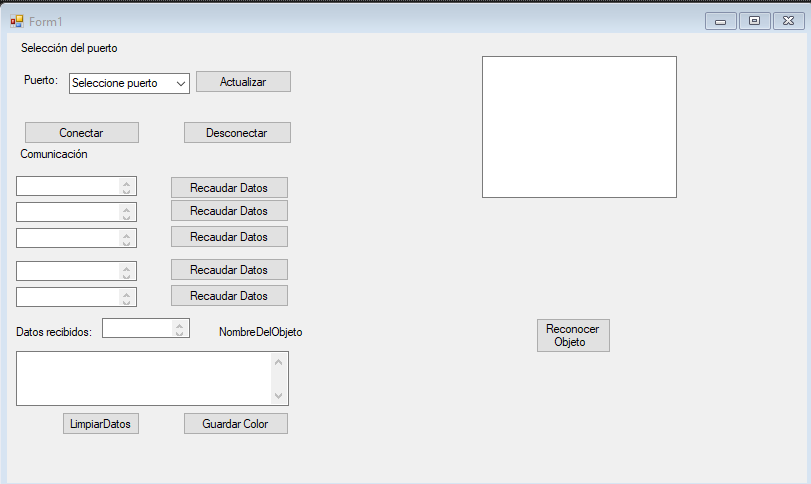 Form1
Selección del puerto
Puerto: Seleccione puerto Actualizar
Conectar Desconectar
Comunicación
Recaudar Datos
Recaudar Datos
Recaudar Datos
Recaudar Datos
Recaudar Datos
Datos recibidos: NombreDelObjeto
Reconocer
Objeto
LimpiarDatos Guardar Color